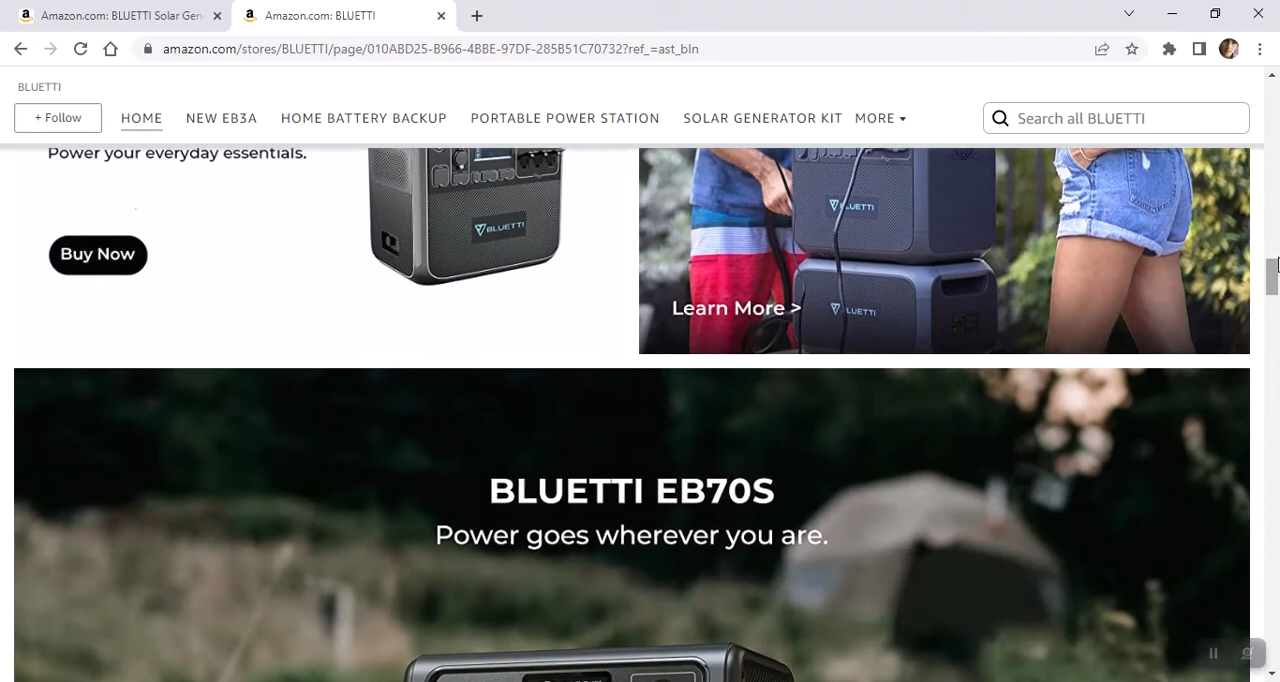 Amazon.com: BLUETTI Solar Gen
Amazon.com: BLUETTI
amazon.com/stores/BLUETTI/page/010ABD25-B966-4BBE-97DF-285B51C70732?ref_=ast_bln
BLUETTI
+ Follow
HOME
NEW EB3A
HOME BATTERY BACKUP
PORTABLE POWER STATION
SOLAR GENERATOR KIT
MORE
Search all BLUETTI
Power your everyday essentials.
BLUETTI
BLUETTI
Buy Now
Learn More >
BLUETTI
BLUETTI EB70S
Power goes wherever you are.